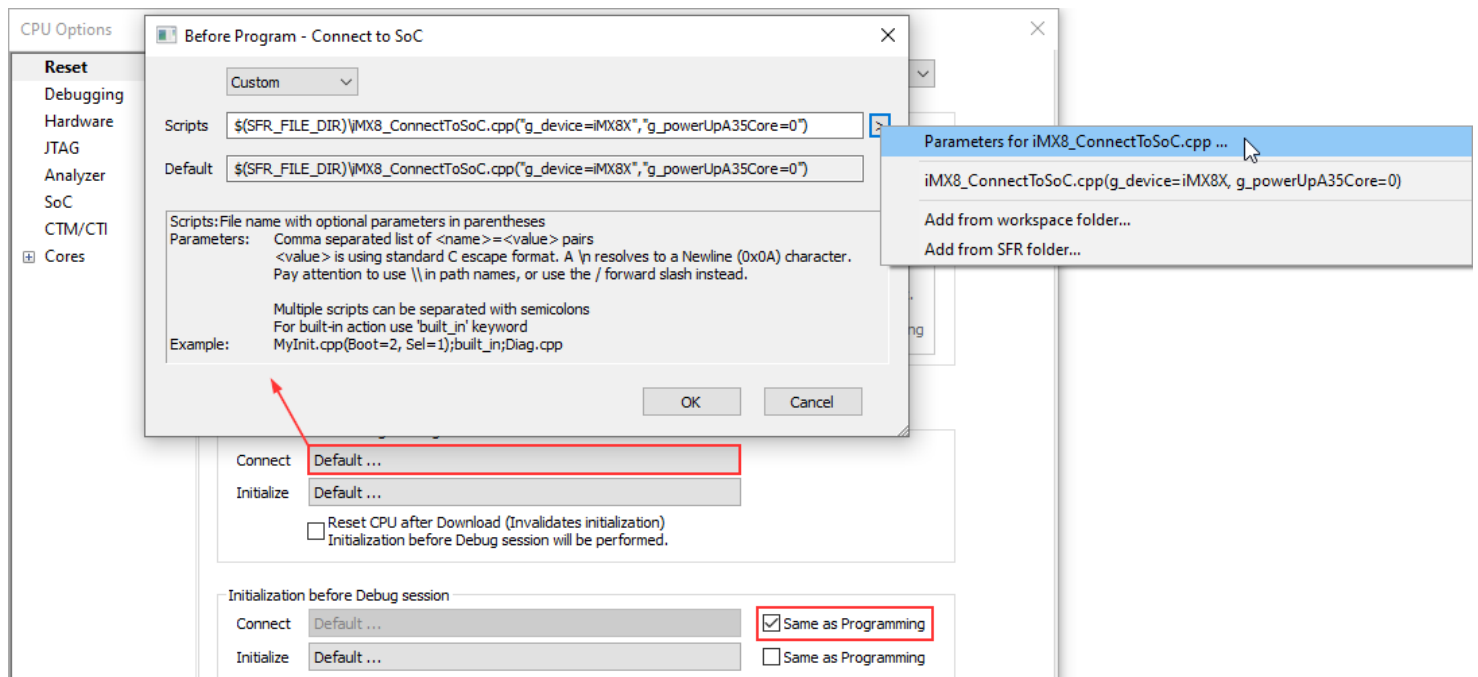 CPU Options
Reset
Debugging
Hardware
JTAG
Analyzer
SoC
CTM/CTI
Cores
Before Program - Connect to SoC
Custom
Scripts $(SFR_FILE_DIR)\iMX8_ConnectToSoC.cpp("g_device=iMX8X","g_powerUpA35Core=0") >
Default $(SFR_FILE_DIR)\iMX8_ConnectToSoC.cpp("g_device=iMX8X","g_powerUpA35Core=0")
Scripts:File name with optional parameters in parentheses
Parameters: Comma separated list of <name>=<value> pairs
<value> is using standard C escape format. A \n resolves to a Newline (0x0A) character.
Pay attention to use \\ in path names, or use the / forward slash instead.
Multiple scripts can be separated with semicolons
For built-in action use 'built_in' keyword
Example: MyInit.cpp(Boot=2, Sel=1);built_in;Diag.cpp
OK Cancel
Parameters for iMX8_ConnectToSoC.cpp ...
iMX8_ConnectToSoC.cpp(g_device=iMX8X, g_powerUpA35Core=0)
Add from workspace folder...
Add from SFR folder...
ng
Connect Default ...
Initialize Default ...
Reset CPU after Download (Invalidates initialization)
Initialization before Debug session will be performed.
Initialization before Debug session
Connect Default ... Same as Programming
Initialize Default ... Same as Programming